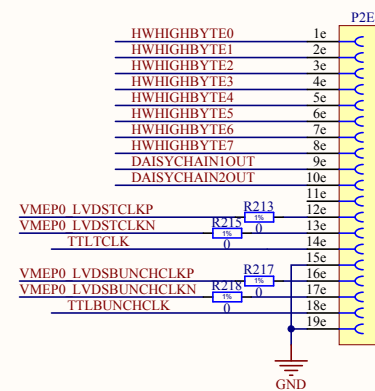 P2E
HWHIGHBYTE0 1e
HWHIGHBYTE1 2e
HWHIGHBYTE2 3e
HWHIGHBYTE3 4e
HWHIGHBYTE4 5e
HWHIGHBYTE5 6e
HWHIGHBYTE6 7e
HWHIGHBYTE7 8e
DAISYCHAIN1OUT 9e
DAISYCHAIN2OUT 10e
11e
VMEP0_LVDSTCLKP R213 1% 0 12e
VMEP0_LVDSTCLKN R215 1% 0 13e
TTLTCLK 14e
15e
VMEP0_LVDSBUNCHCLKP R217 1% 0 16e
VMEP0_LVDSBUNCHCLKN R218 1% 0 17e
TTLBUNCHCLK 18e
19e
GND